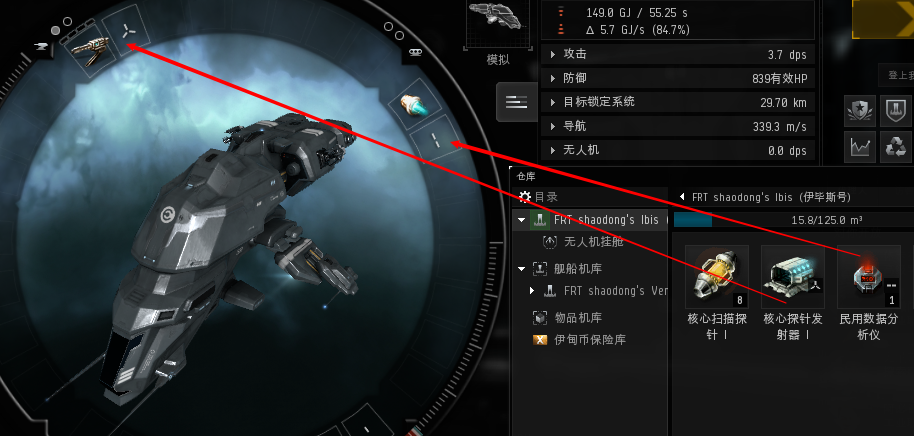 149.0 GJ / 55.25 s
Δ 5.7 GJ/s (84.7%)
模拟
攻击 3.7 dps
防御 839有效HP
目标锁定系统 29.70 km
导航 339.3 m/s
无人机 0.0 dps
登上我
仓库
目录
FRT shaodong's Ibis (伊毕斯号)
FRT shaodong's Ibis (
15.8/125.0 m³
无人机挂舱
舰船机库
FRT shaodong's Ver
物品机库
伊甸币保险库
8
1
核心扫描探
针 I
核心探针发
射器 I
民用数据分
析仪